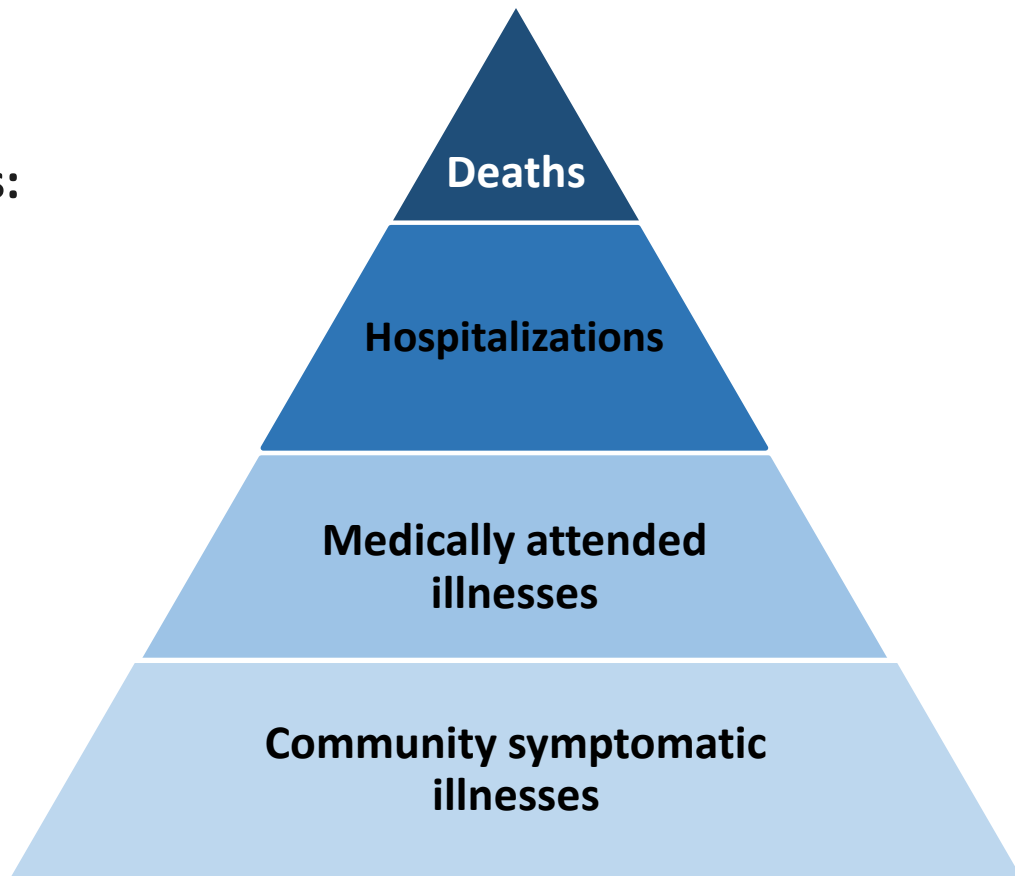 Deaths
s:
Hospitalizations
Medically attended
illnesses
Community symptomatic
illnesses